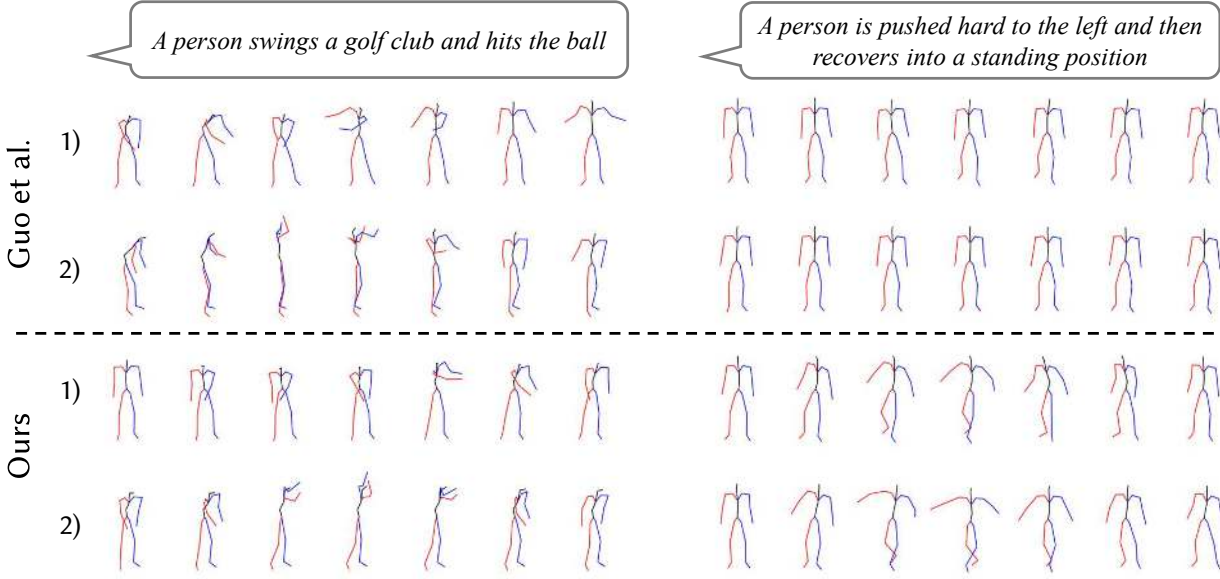 A person swings a golf club and hits the ball
A person is pushed hard to the left and then
recovers into a standing position
Guo et al.
1)
2)
Ours
1)
2)